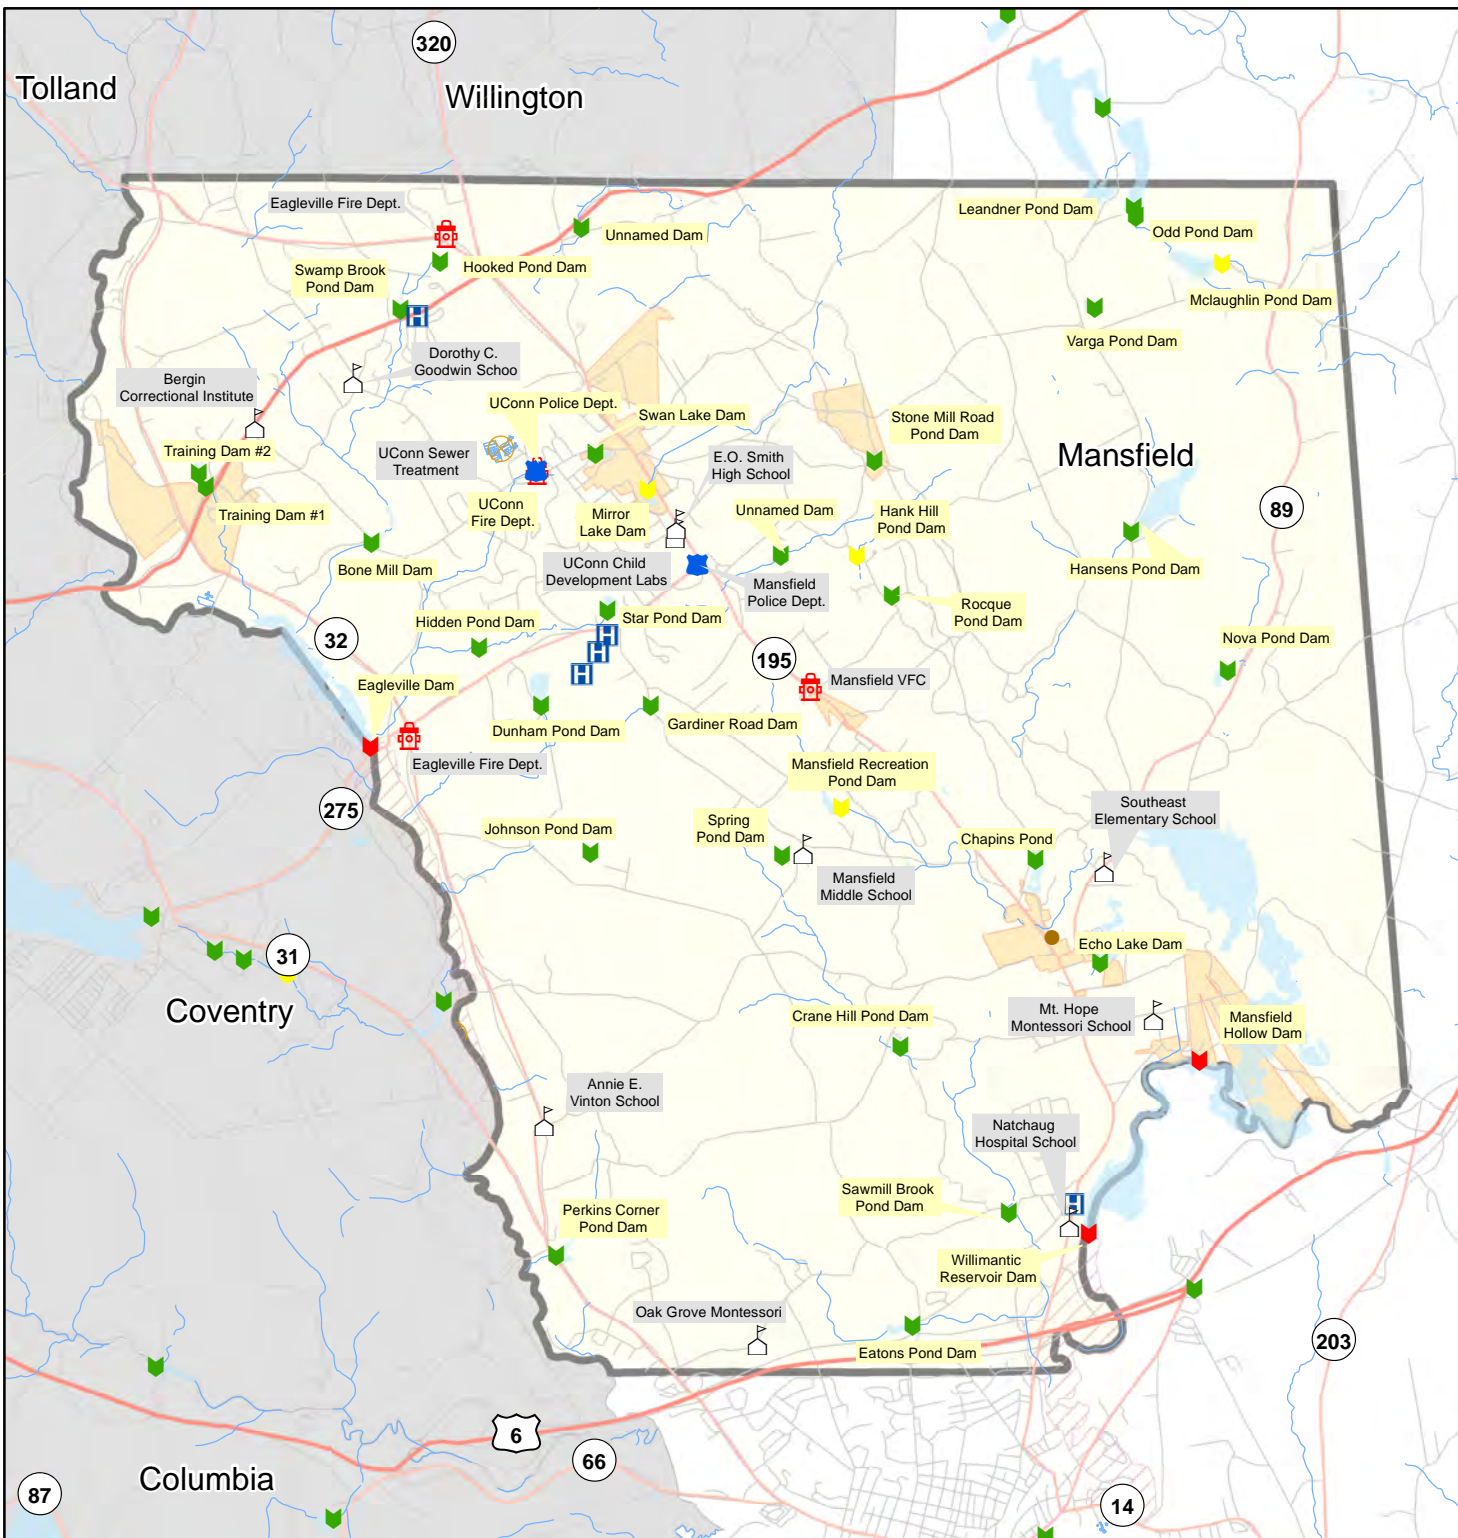 320
Tolland
Willington
Eagleville Fire Dept.
Unnamed Dam
Leandner Pond Dam
Odd Pond Dam
Swamp Brook
Pond Dam
Hooked Pond Dam
Mclaughlin Pond Dam
Varga Pond Dam
Dorothy C.
Goodwin Schoo
Bergin
Correctional Institute
UConn Police Dept.
Swan Lake Dam
Stone Mill Road
Pond Dam
Training Dam #2
UConn Sewer
Treatment
E.O. Smith
High School
Mansfield
Training Dam #1
UConn
Fire Dept.
Mirror
Lake Dam
Unnamed Dam
Hank Hill
Pond Dam
89
Bone Mill Dam
UConn Child
Development Labs
Mansfield
Police Dept.
Hansens Pond Dam
Rocque
Pond Dam
Hidden Pond Dam
Star Pond Dam
32
Nova Pond Dam
195
H
H
H
H
H
Eagleville Dam
Mansfield VFC
Dunham Pond Dam
Gardiner Road Dam
Eagleville Fire Dept.
Mansfield Recreation
Pond Dam
275
Southeast
Elementary School
Johnson Pond Dam
Spring
Pond Dam
Chapins Pond
Mansfield
Middle School
31
Echo Lake Dam
Coventry
Crane Hill Pond Dam
Mt. Hope
Montessori School
Mansfield
Hollow Dam
Annie E.
Vinton School
Natchaug
Hospital School
Sawmill Brook
Pond Dam
Perkins Corner
Pond Dam
Willimantic
Reservoir Dam
Oak Grove Montessori
Eatons Pond Dam
203
6
66
Columbia
87
14